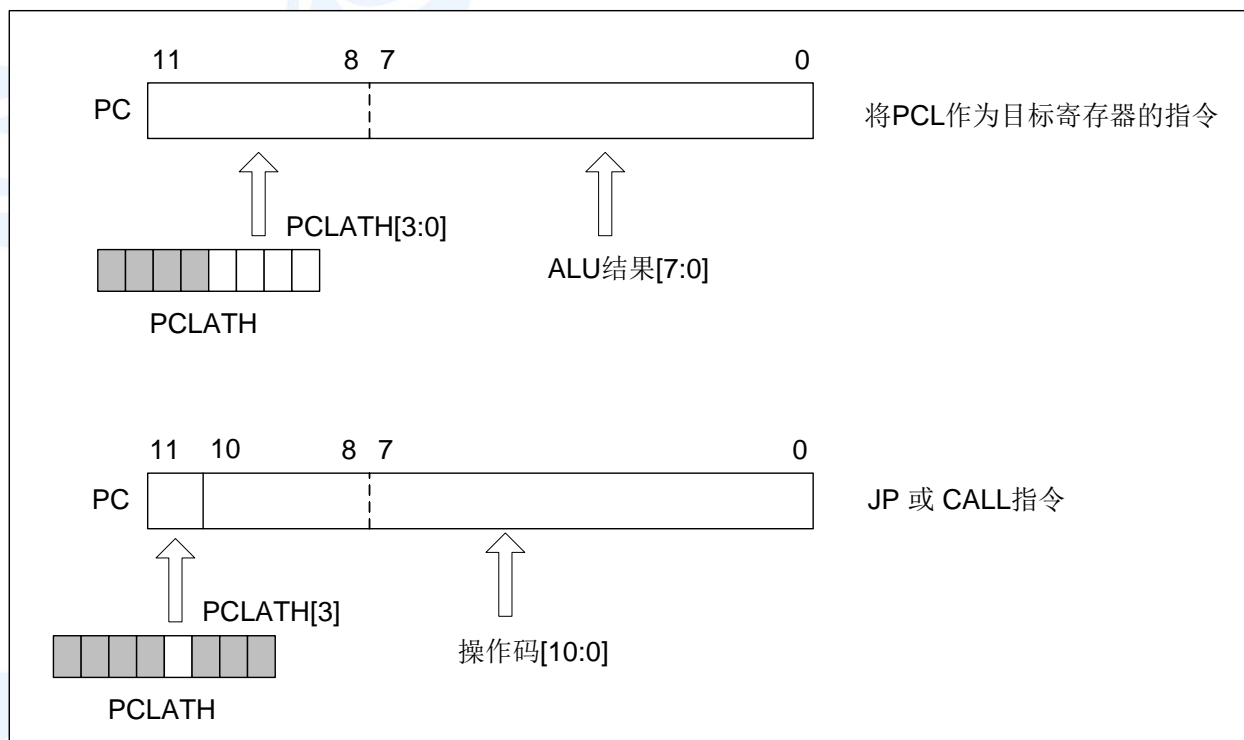 11 8 7 0
PC
将PCL作为目标寄存器的指令
PCLATH[3:0]
ALU结果[7:0]
PCLATH
11 10 8 7 0
PC
JP 或 CALL指令
PCLATH[3]
操作码[10:0]
PCLATH